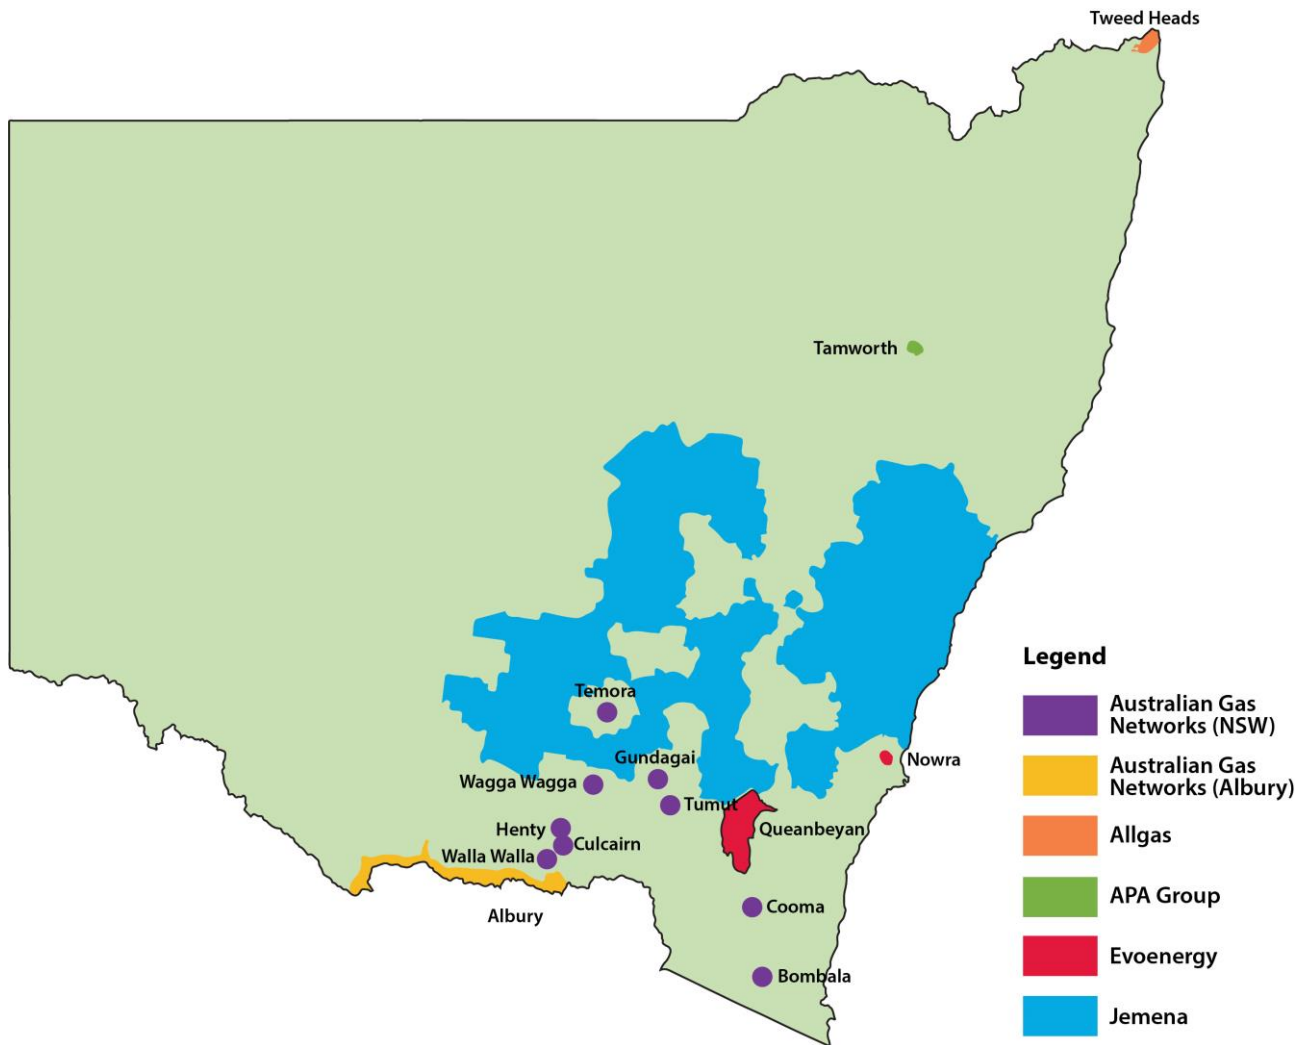 Tweed Heads
Tamworth
Temora
Gundagai
Wagga Wagga
Tumut
Nowra
Queanbeyan
Henty
Culcairn
Walla Walla
Albury
Cooma
Bombala
Legend
Australian Gas
Networks (NSW)
Australian Gas
Networks (Albury)
Allgas
APA Group
Evoenergy
Jemena